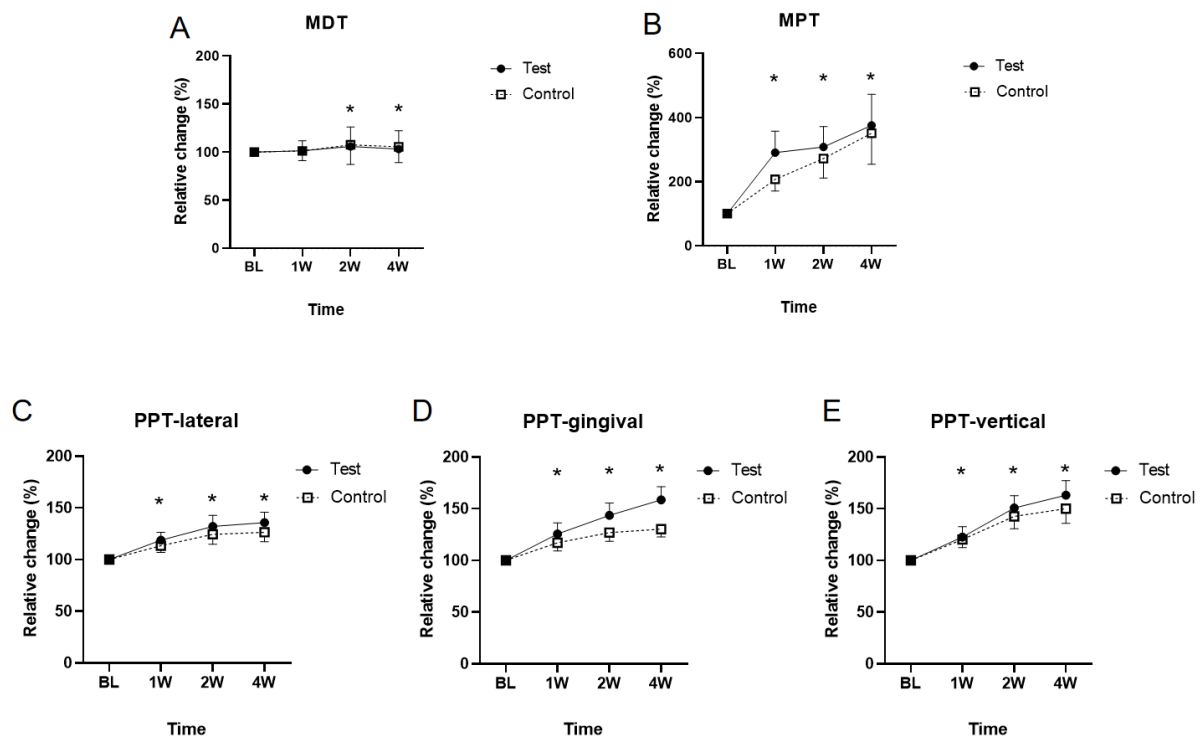 A
MDT
Relative change (%)
200
150
100
50
0
* *
BL 1W 2W 4W
Time
Test
Control
B
MPT
Relative change (%)
600
400
200
0
* * *
BL 1W 2W 4W
Time
Test
Control
C
PPT-lateral
Relative change (%)
200
150
100
50
0
* * *
BL 1W 2W 4W
Time
Test
Control
D
PPT-gingival
Relative change (%)
200
150
100
50
0
* * *
BL 1W 2W 4W
Time
Test
Control
E
PPT-vertical
Relative change (%)
200
150
100
50
0
* * *
BL 1W 2W 4W
Time
Test
Control